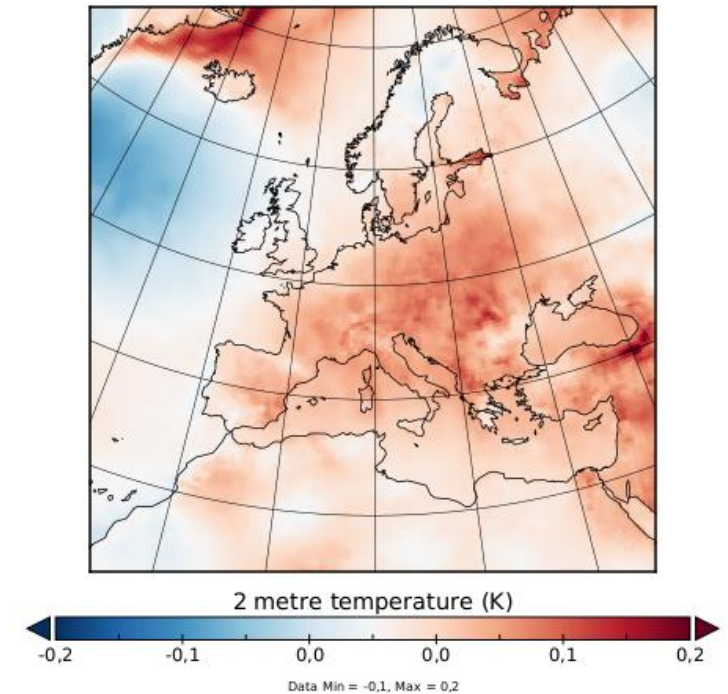 2 metre temperature (K)
-0,2 -0,1 0,0 0,0 0,1 0,2
Data Min = -0,1, Max = 0,2